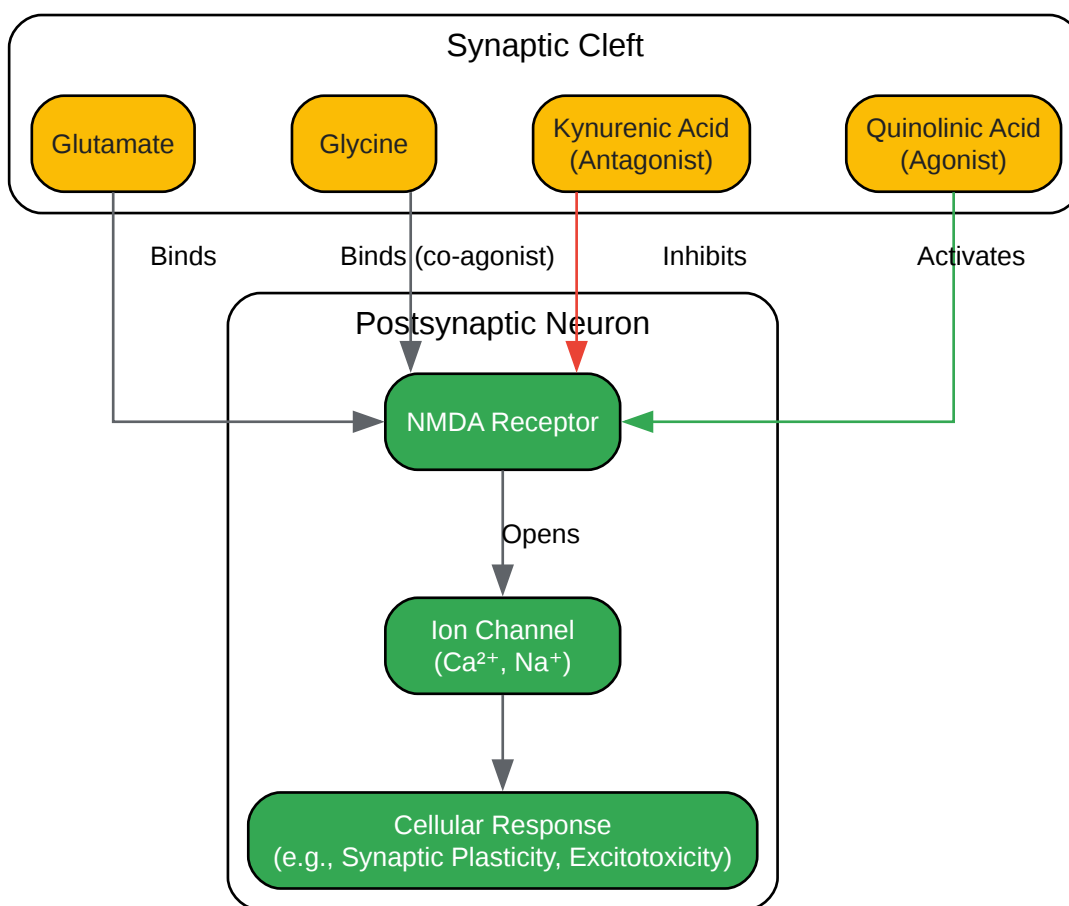 Synaptic Cleft
Glutamate
Glycine
Kynurenic Acid
(Antagonist)
Quinolinic Acid
(Agonist)
Binds
Binds (co-agonist)
Inhibits
Activates
Postsynaptic Neuron
NMDA Receptor
Opens
Ion Channel
(Ca²⁺, Na⁺)
Cellular Response
(e.g., Synaptic Plasticity, Excitotoxicity)